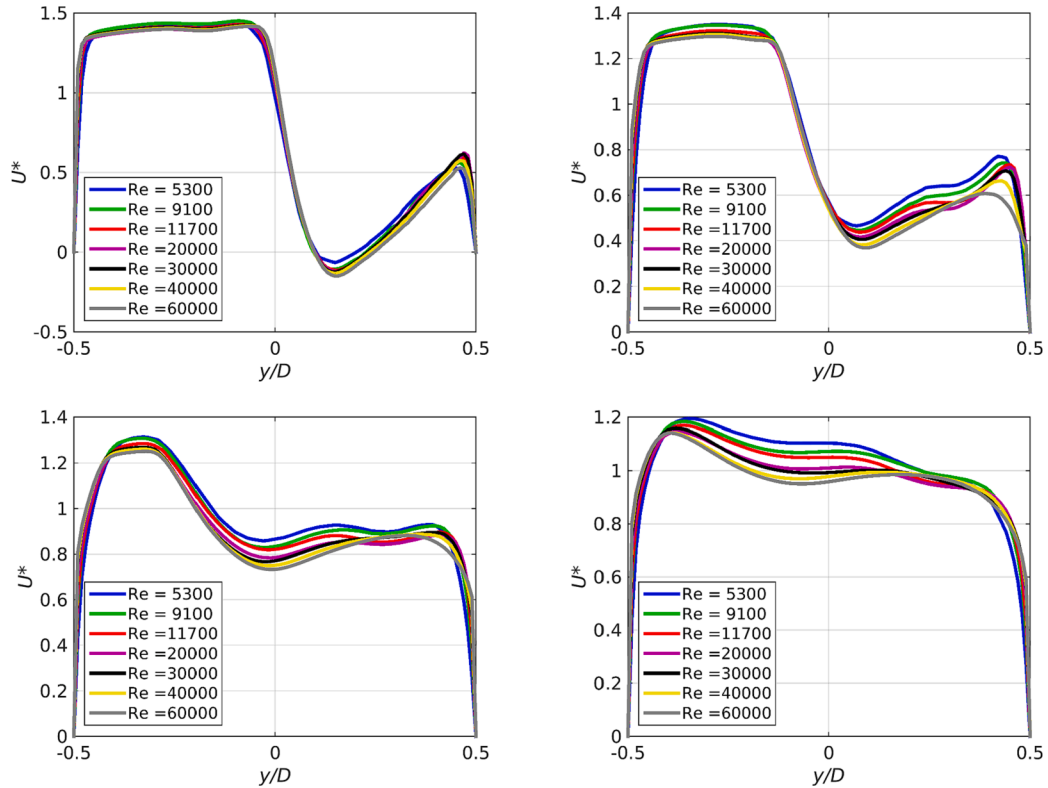 1.5
1
0.5
0
-0.5
U*
-0.5
0
0.5
y/D
Re = 5300
Re = 9100
Re =11700
Re =20000
Re =30000
Re =40000
Re =60000
1.4
1.2
1
0.8
0.6
0.4
0.2
0
U*
-0.5
0
0.5
y/D
Re = 5300
Re = 9100
Re =11700
Re =20000
Re =30000
Re =40000
Re =60000
1.4
1.2
1
0.8
0.6
0.4
0.2
0
U*
-0.5
0
0.5
y/D
Re = 5300
Re = 9100
Re =11700
Re =20000
Re =30000
Re =40000
Re =60000
1.2
1
0.8
0.6
0.4
0.2
0
U*
-0.5
0
0.5
y/D
Re = 5300
Re = 9100
Re =11700
Re =20000
Re =30000
Re =40000
Re =60000